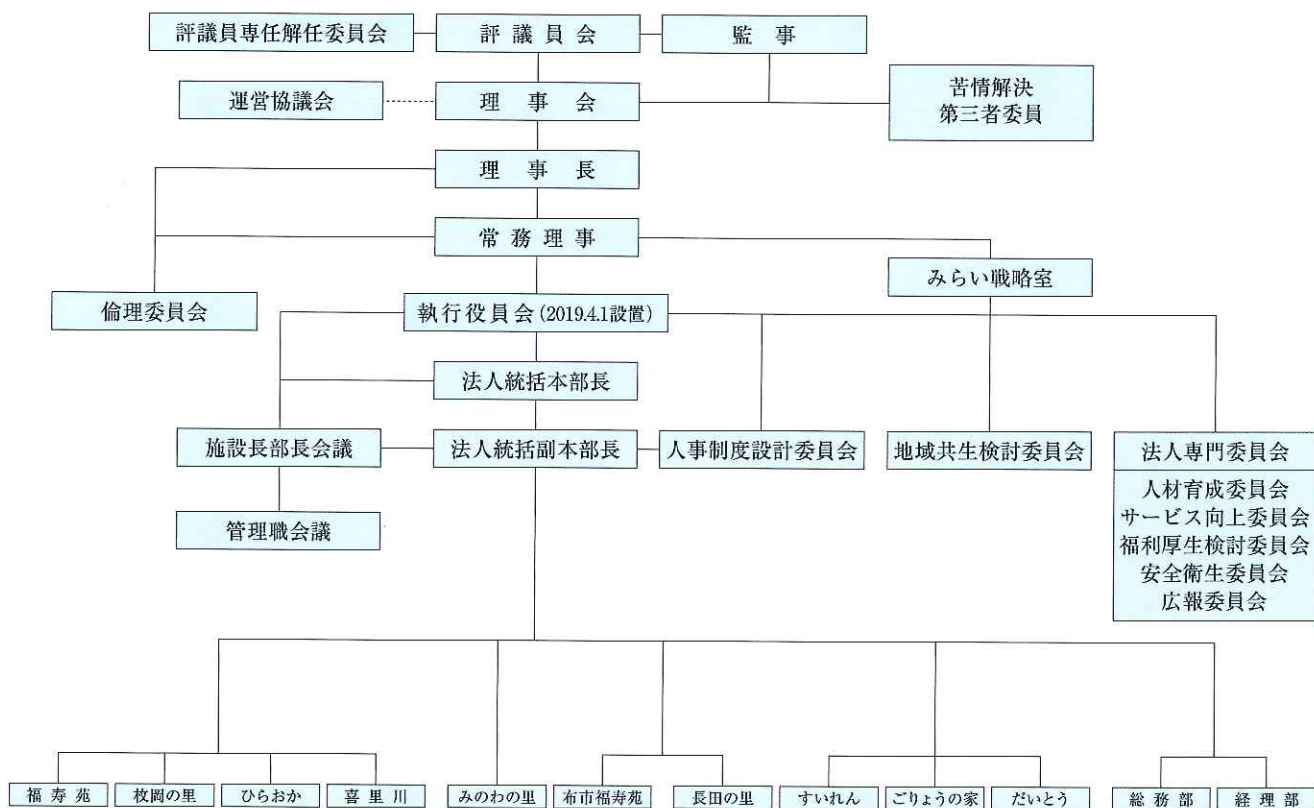 評議員専任解任委員会
評議員会
監事
運営協議会
理事会
苦情解決
第三者委員
理事長
常務理事
みらい戦略室
倫理委員会
執行役員会(2019.4.1設置)
法人統括本部長
施設長部長会議
法人統括副本部長
人事制度設計委員会
地域共生検討委員会
法人専門委員会
人材育成委員会
サービス向上委員会
福利厚生検討委員会
安全衛生委員会
広報委員会
管理職会議
福寿苑
枚岡の里
ひらおか
喜里川
みのわの里
布市福寿苑
長田の里
すいれん
ごりょうの家
だいとう
総務部
経理部